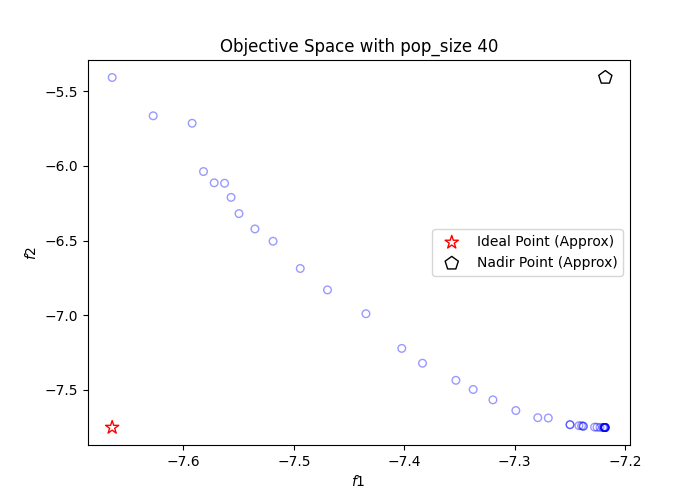 Objective Space with pop_size 40
−5.5
−6.0
−6.5
−7.0
−7.5
f2
Ideal Point (Approx)
Nadir Point (Approx)
−7.6
−7.5
−7.4
−7.3
−7.2
f1